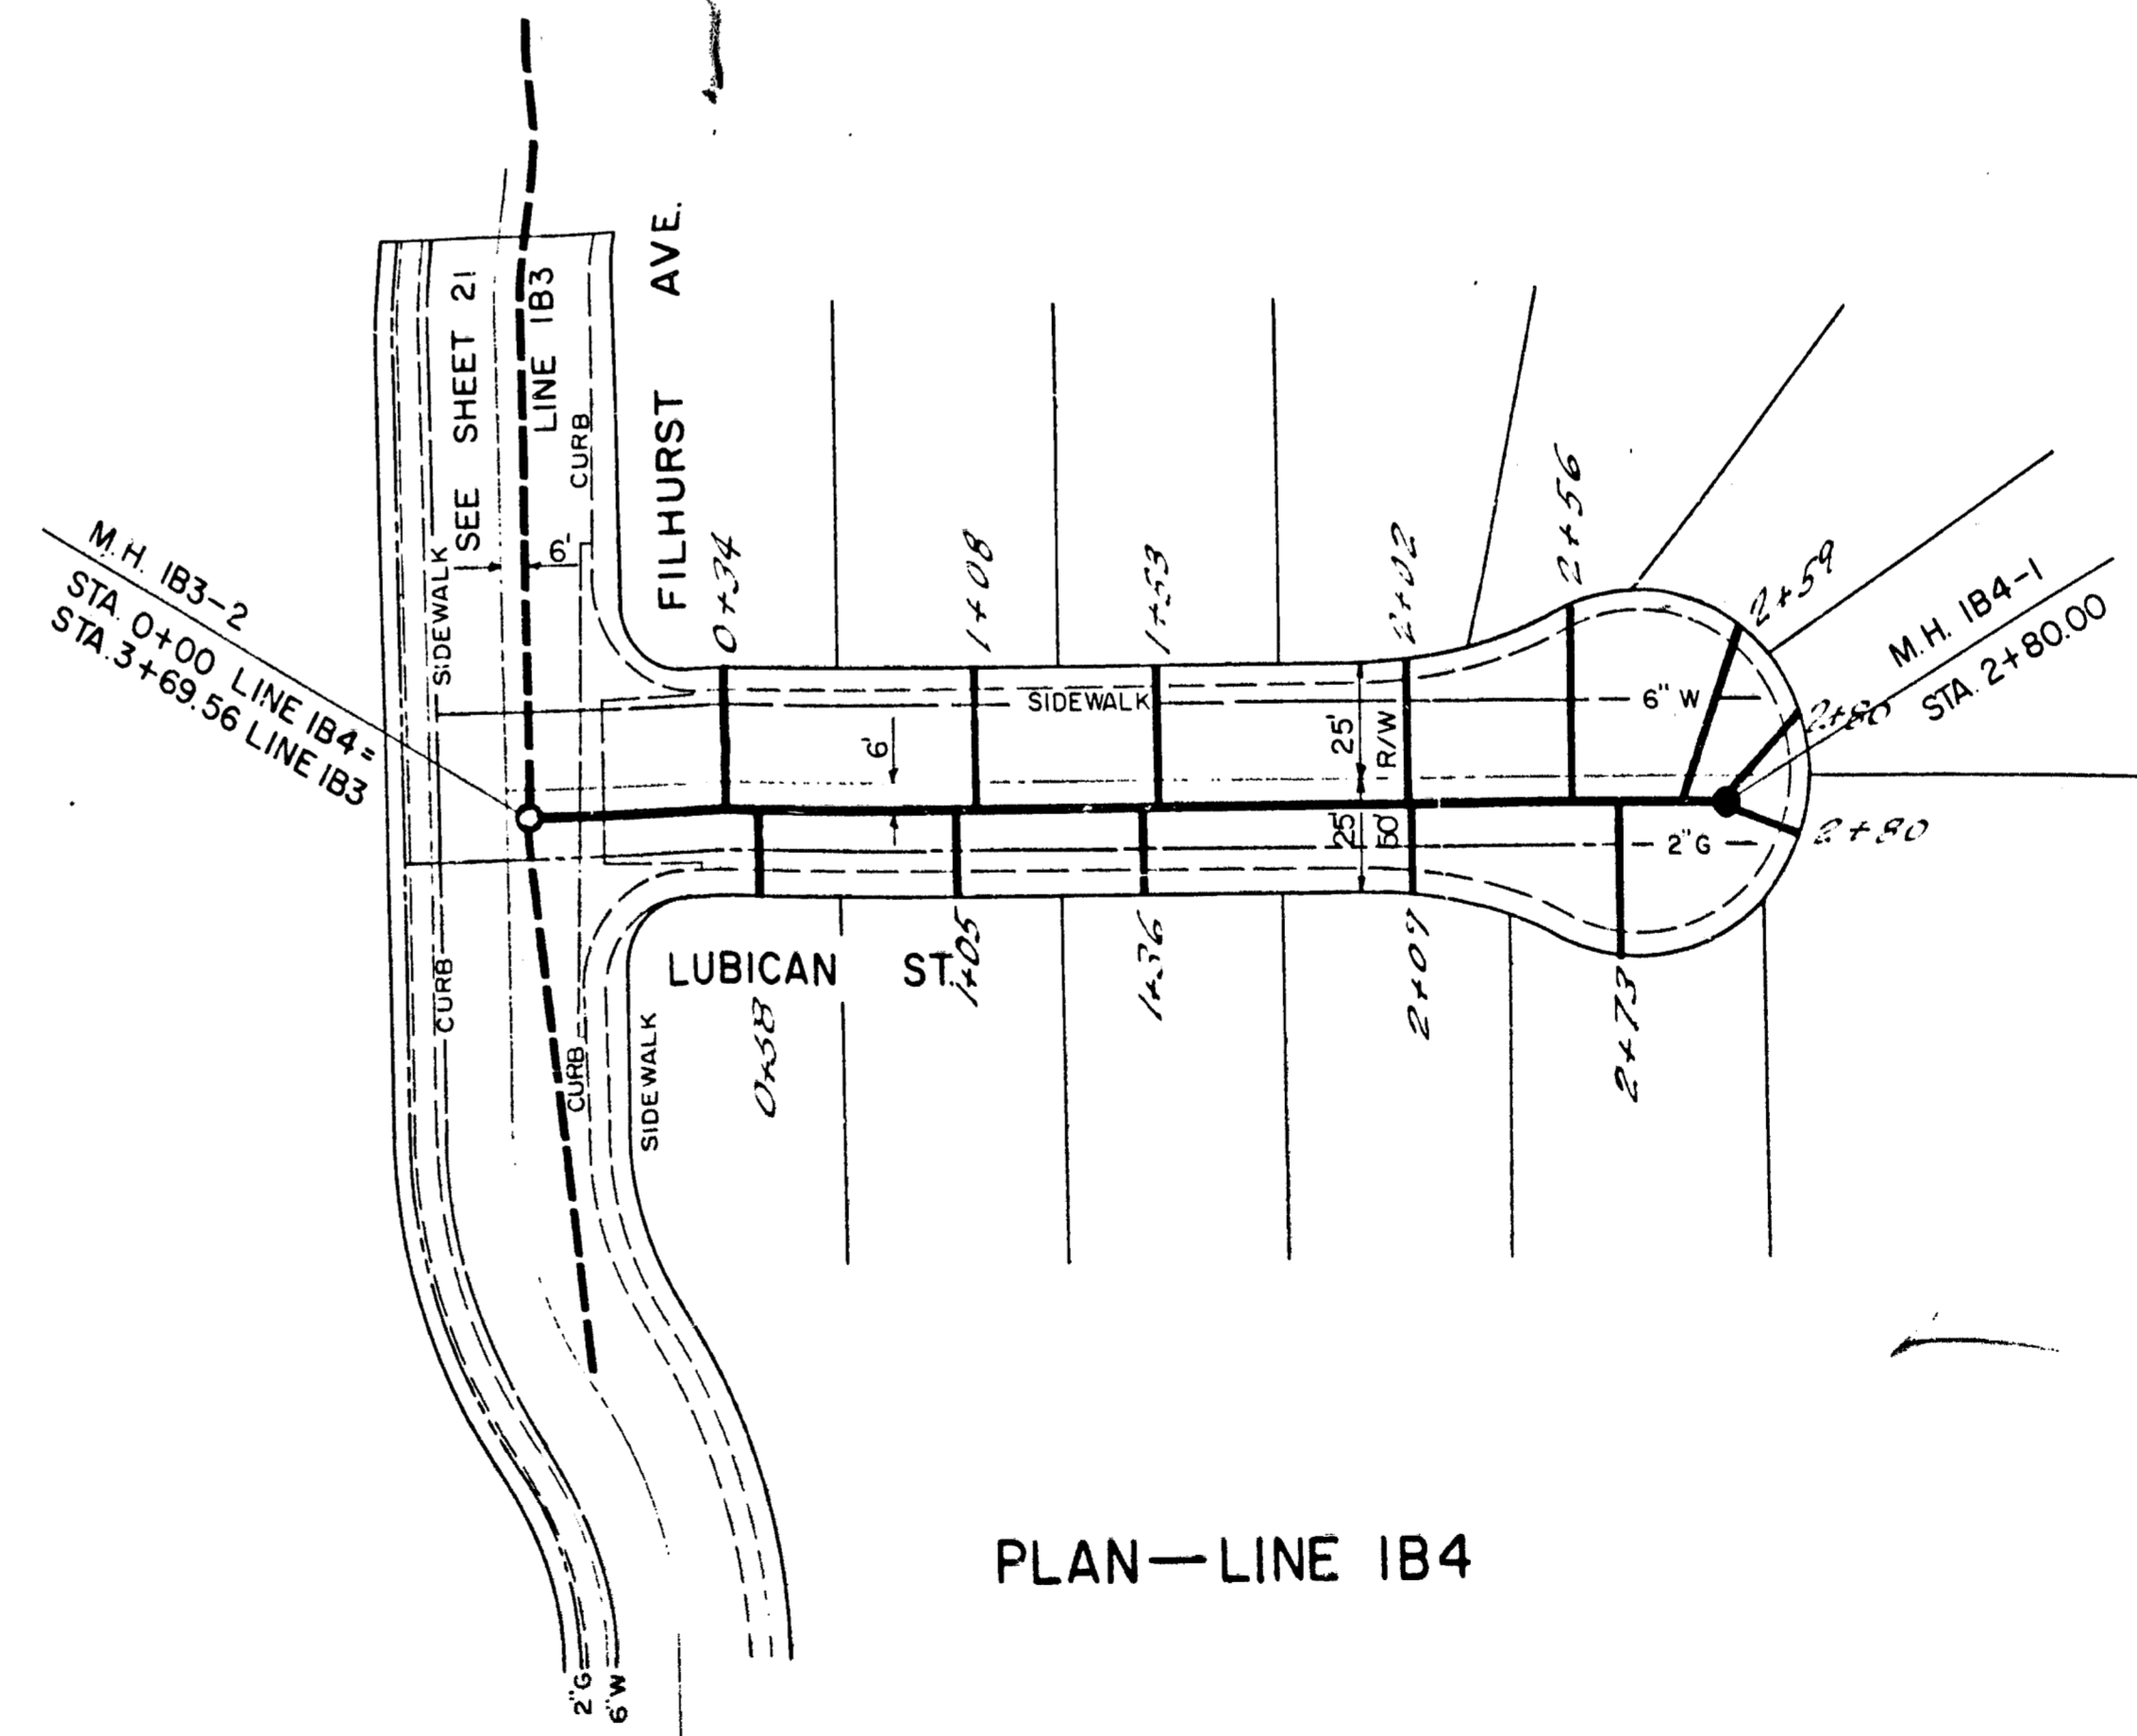 M.H. 1B3-2
STA. 0+00 LINE 1B4=
STA. 3+69.56 LINE 1B3
SEE SHEET 21
LINE 1B3
CURB
SIDEWALK
6'
FILHURST AVE.
0+34
1+08
1+53
2+02
2+56
2+59
M.H. 1B4-1
STA. 2+80.00
2+80
SIDEWALK
6" W
6'
25'
R/W
25'
50'
2" G
2+80
LUBICAN ST.
0+38
1+05
1+36
2+07
2+73
CURB
CURB
SIDEWALK
PLAN—LINE 1B4
2"G
6"W